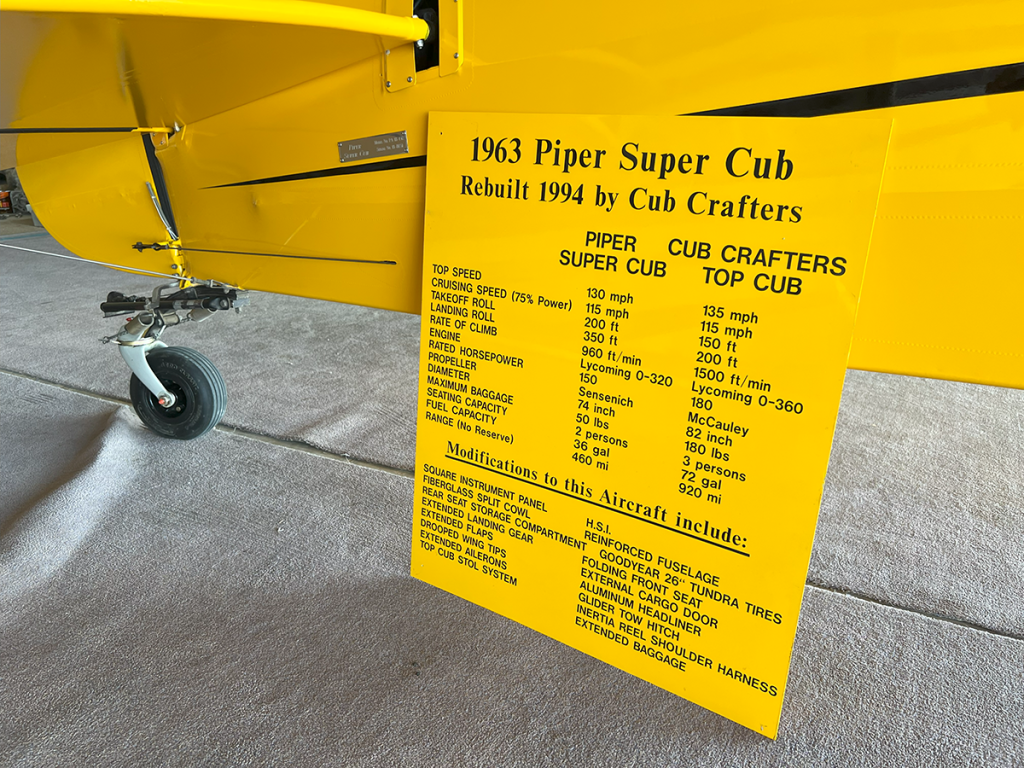 1963 Piper Super Cub
Rebuilt 1994 by Cub Crafters
PIPER SUPER CUB CUB CRAFTERS TOP CUB
TOP SPEED 130 mph 135 mph
CRUISING SPEED (75% Power) 115 mph 115 mph
TAKEOFF ROLL 200 ft 150 ft
LANDING ROLL 350 ft 200 ft
RATE OF CLIMB 960 ft/min 1500 ft/min
ENGINE Lycoming 0-320 Lycoming 0-360
RATED HORSEPOWER 150 180
PROPELLER Sensenich McCauley
DIAMETER 74 inch 82 inch
MAXIMUM BAGGAGE 50 lbs 180 lbs
SEATING CAPACITY 2 persons 3 persons
FUEL CAPACITY 36 gal 72 gal
RANGE (No Reserve) 460 mi 920 mi
Modifications to this Aircraft include:
SQUARE INSTRUMENT PANEL
FIBERGLASS SPLIT COWL
REAR SEAT STORAGE COMPARTMENT
EXTENDED LANDING GEAR
EXTENDED FLAPS
DROOPED WING TIPS
EXTENDED AILERONS
TOP CUB STOL SYSTEM
H.S.I.
REINFORCED FUSELAGE
GOODYEAR 26" TUNDRA TIRES
FOLDING FRONT SEAT
EXTERNAL CARGO DOOR
ALUMINUM HEADLINER
GLIDER TOW HITCH
INERTIA REEL SHOULDER HARNESS
EXTENDED BAGGAGE